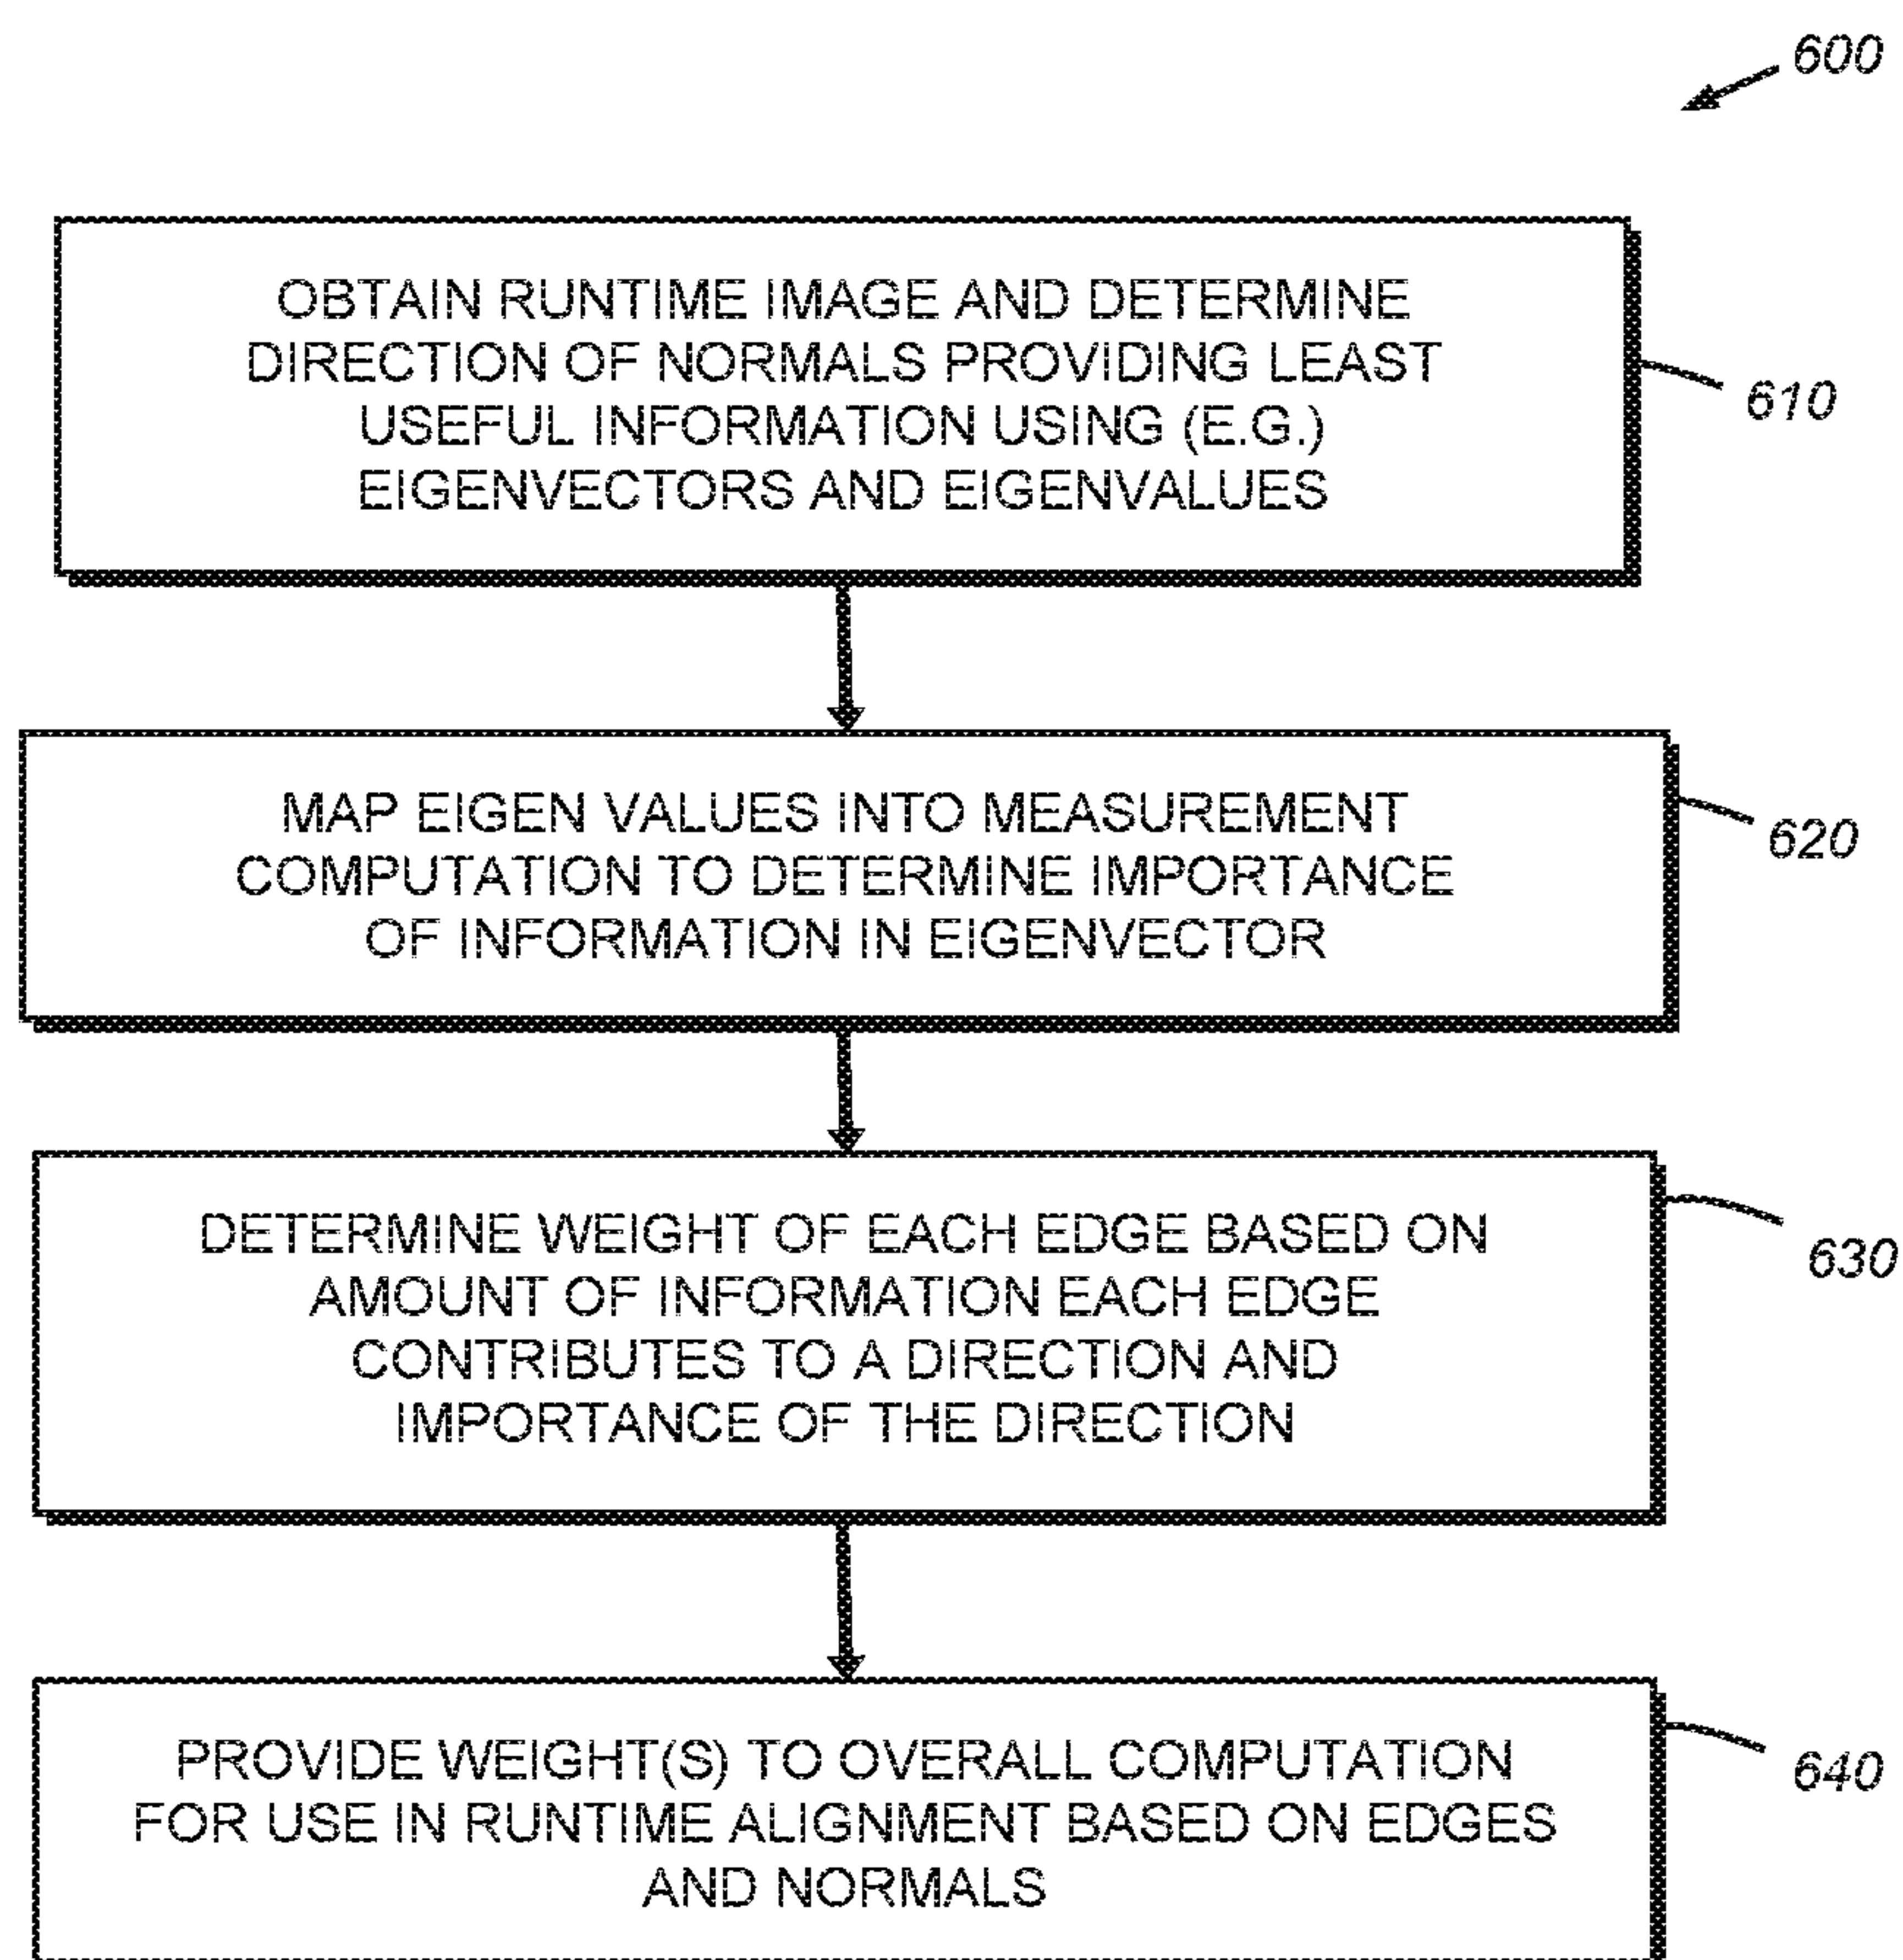 600
OBTAIN RUNTIME IMAGE AND DETERMINE
DIRECTION OF NORMALS PROVIDING LEAST
USEFUL INFORMATION USING (E.G.)
EIGENVECTORS AND EIGENVALUES
610
MAP EIGEN VALUES INTO MEASUREMENT
COMPUTATION TO DETERMINE IMPORTANCE
OF INFORMATION IN EIGENVECTOR
620
DETERMINE WEIGHT OF EACH EDGE BASED ON
AMOUNT OF INFORMATION EACH EDGE
CONTRIBUTES TO A DIRECTION AND
IMPORTANCE OF THE DIRECTION
630
PROVIDE WEIGHT(S) TO OVERALL COMPUTATION
FOR USE IN RUNTIME ALIGNMENT BASED ON EDGES
AND NORMALS
640